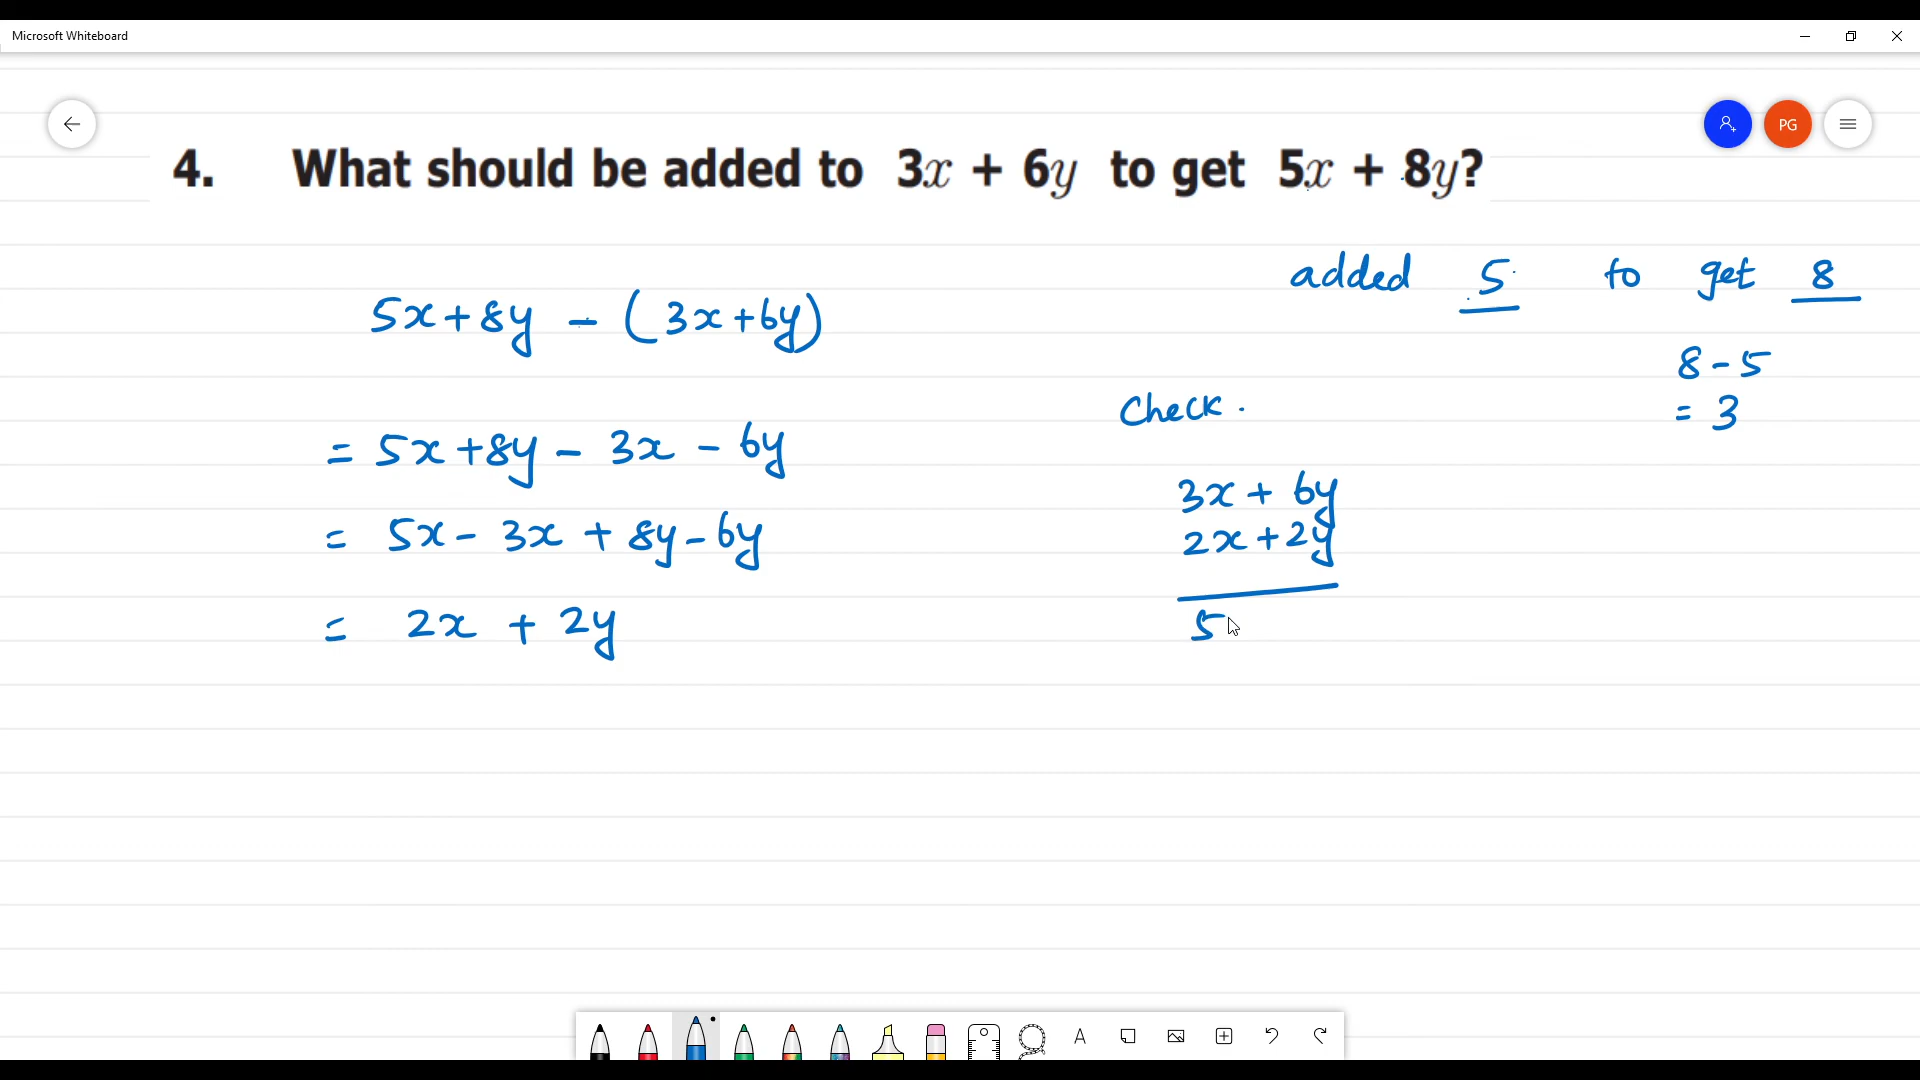 Microsoft Whiteboard
PG
4. What should be added to 3x + 6y to get 5x + 8y?
added 5 to get 8
5x+8y - (3x+6y)
8-5
= 3
Check.
= 5x+8y - 3x - 6y
3x + 6y
= 5x - 3x + 8y - 6y
2x + 2y
= 2x + 2y
5
A